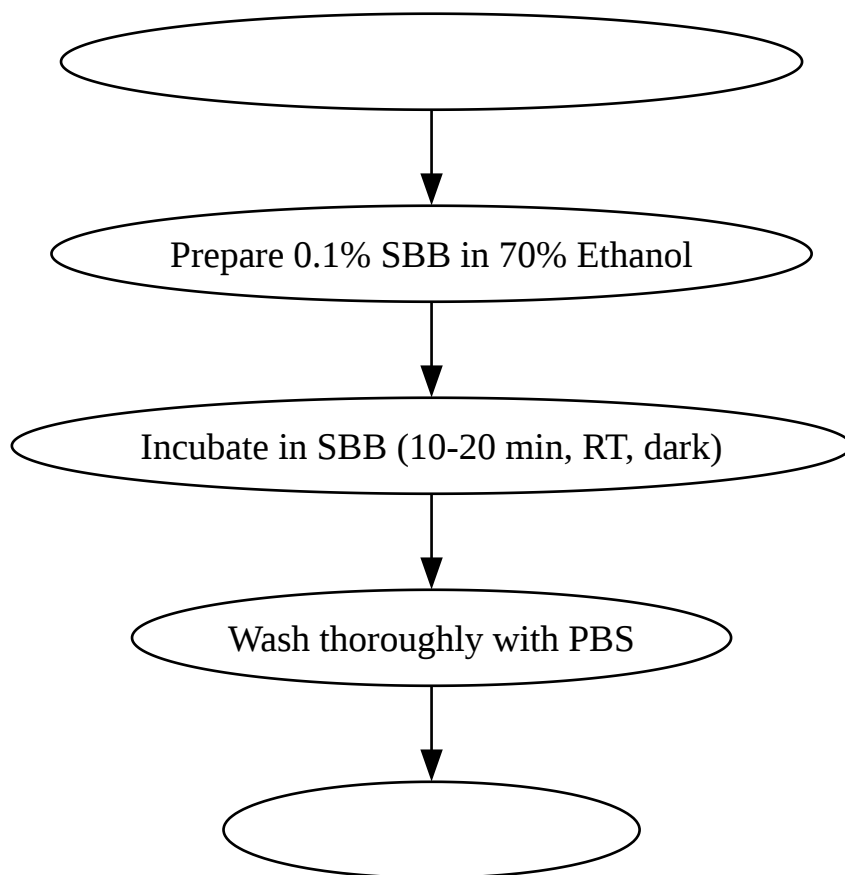 Prepare 0.1% SBB in 70% Ethanol
Incubate in SBB (10-20 min, RT, dark)
Wash thoroughly with PBS